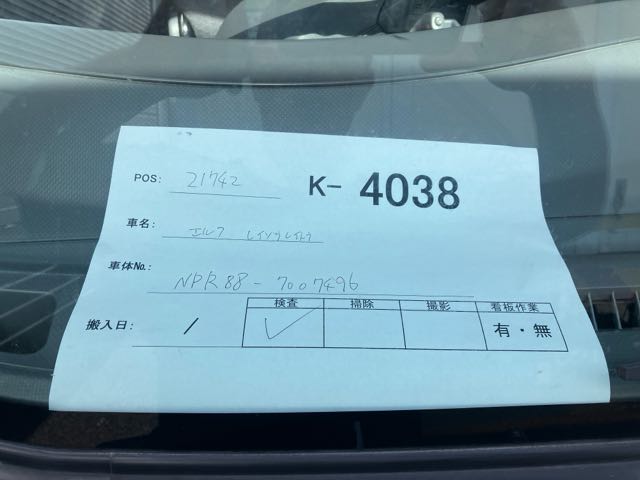 POS: 21742 K- 4038
車名: エルフ
車体No.: NPR88-7007496
検査 掃除 撮影 看板作業
搬入日: / ✓ 有・無